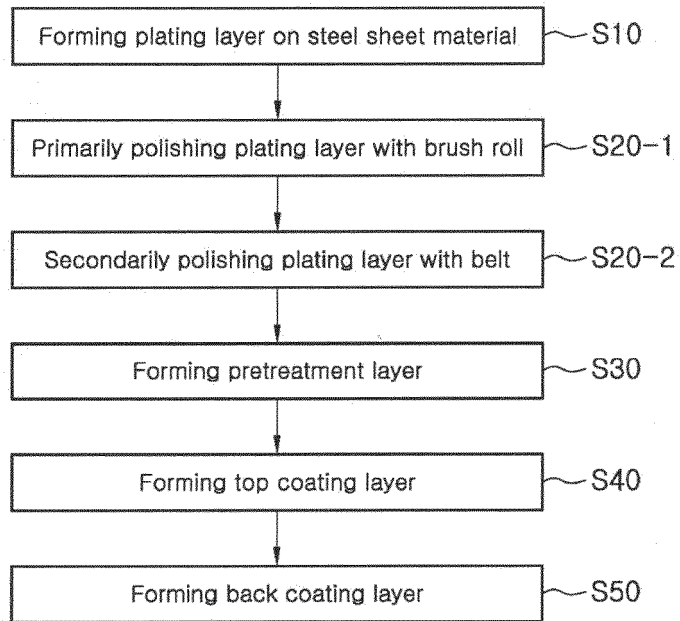 Forming plating layer on steel sheet material S10
Primarily polishing plating layer with brush roll S20-1
Secondarily polishing plating layer with belt S20-2
Forming pretreatment layer S30
Forming top coating layer S40
Forming back coating layer S50